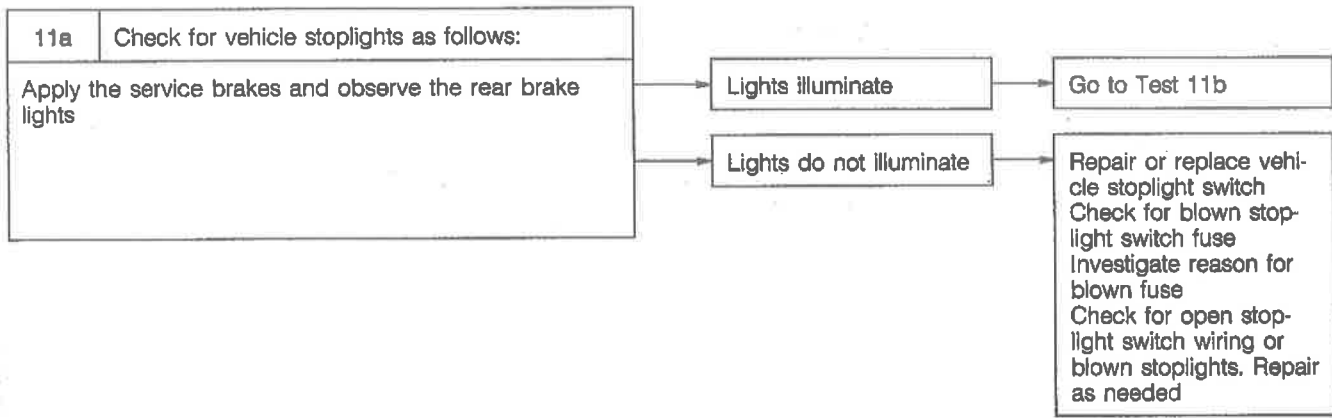 11a Check for vehicle stoplights as follows:
Apply the service brakes and observe the rear brake
lights
Lights illuminate
Go to Test 11b
Lights do not illuminate
Repair or replace vehi-
cle stoplight switch
Check for blown stop-
light switch fuse
Investigate reason for
blown fuse
Check for open stop-
light switch wiring or
blown stoplights. Repair
as needed